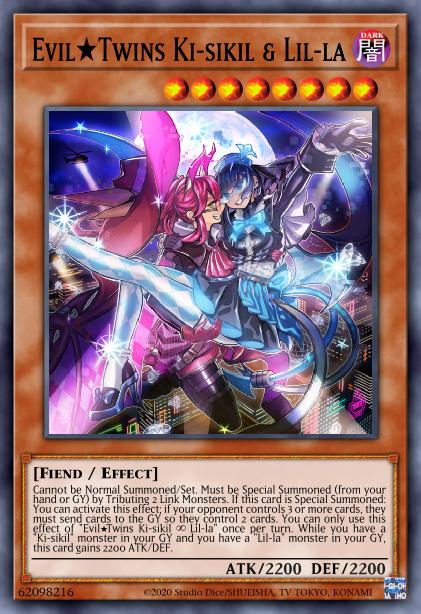 EVIL★TWINS KI-SIKIL & LIL-LA
DARK
闇
[FIEND / EFFECT]
Cannot be Normal Summoned/Set. Must be Special Summoned (from your
hand or GY) by Tributing 2 Link Monsters. If this card is Special Summoned:
You can activate this effect; if your opponent controls 3 or more cards, they
must send cards to the GY so they control 2 cards. You can only use this
effect of "Evil★Twins Ki-sikil ∞ Lil-la" once per turn. While you have a
"Ki-sikil" monster in your GY and you have a "Lil-la" monster in your GY,
this card gains 2200 ATK/DEF.
ATK/2200 DEF/2200
62098216
©2020 Studio Dice/SHUEISHA, TV TOKYO, KONAMI